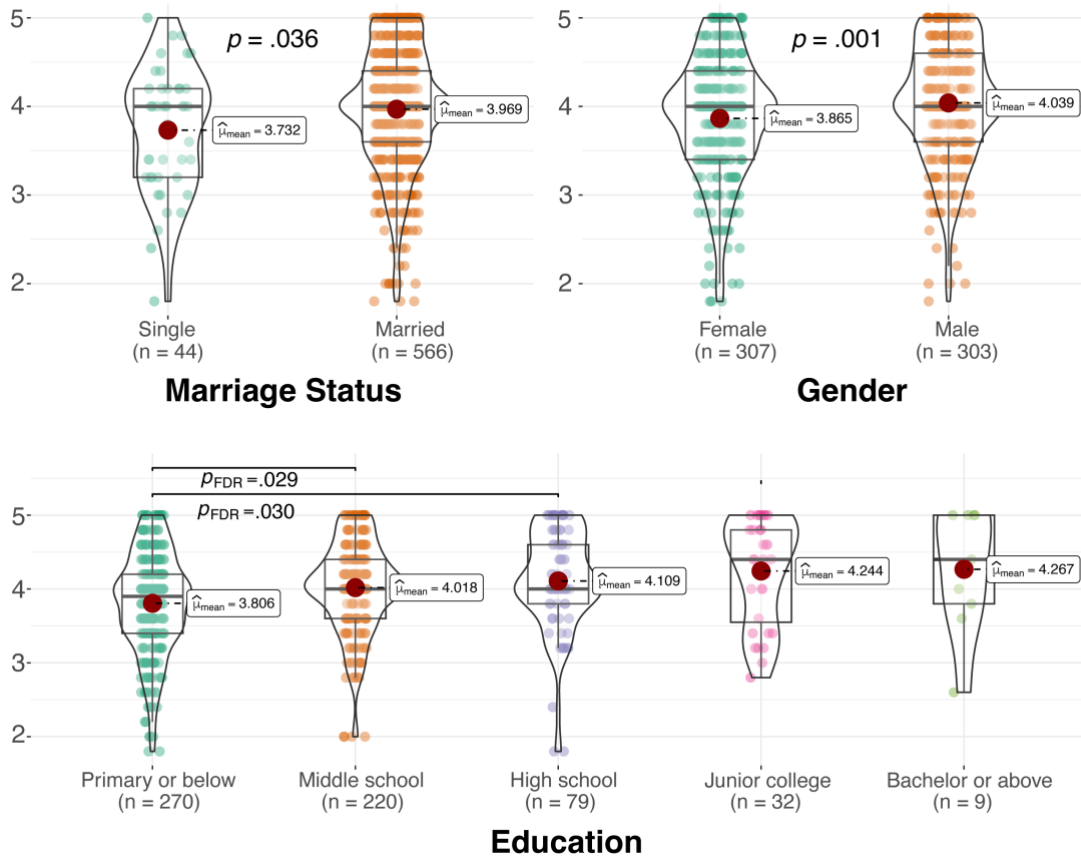 5
4
3
2
p = .036
μ̂mean = 3.732
μ̂mean = 3.969
Single
(n = 44)
Married
(n = 566)
Marriage Status
5
4
3
2
p = .001
μ̂mean = 3.865
μ̂mean = 4.039
Female
(n = 307)
Male
(n = 303)
Gender
5
4
3
2
pFDR =.029
pFDR =.030
μ̂mean = 3.806
μ̂mean = 4.018
μ̂mean = 4.109
μ̂mean = 4.244
μ̂mean = 4.267
Primary or below
(n = 270)
Middle school
(n = 220)
High school
(n = 79)
Junior college
(n = 32)
Bachelor or above
(n = 9)
Education